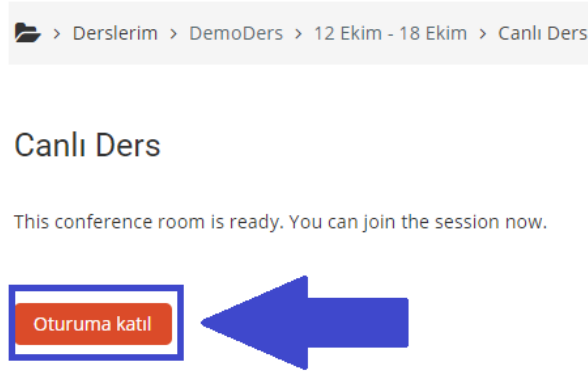 > Derslerim > DemoDers > 12 Ekim - 18 Ekim > Canlı Ders
Canlı Ders
This conference room is ready. You can join the session now.
Oturuma katıl